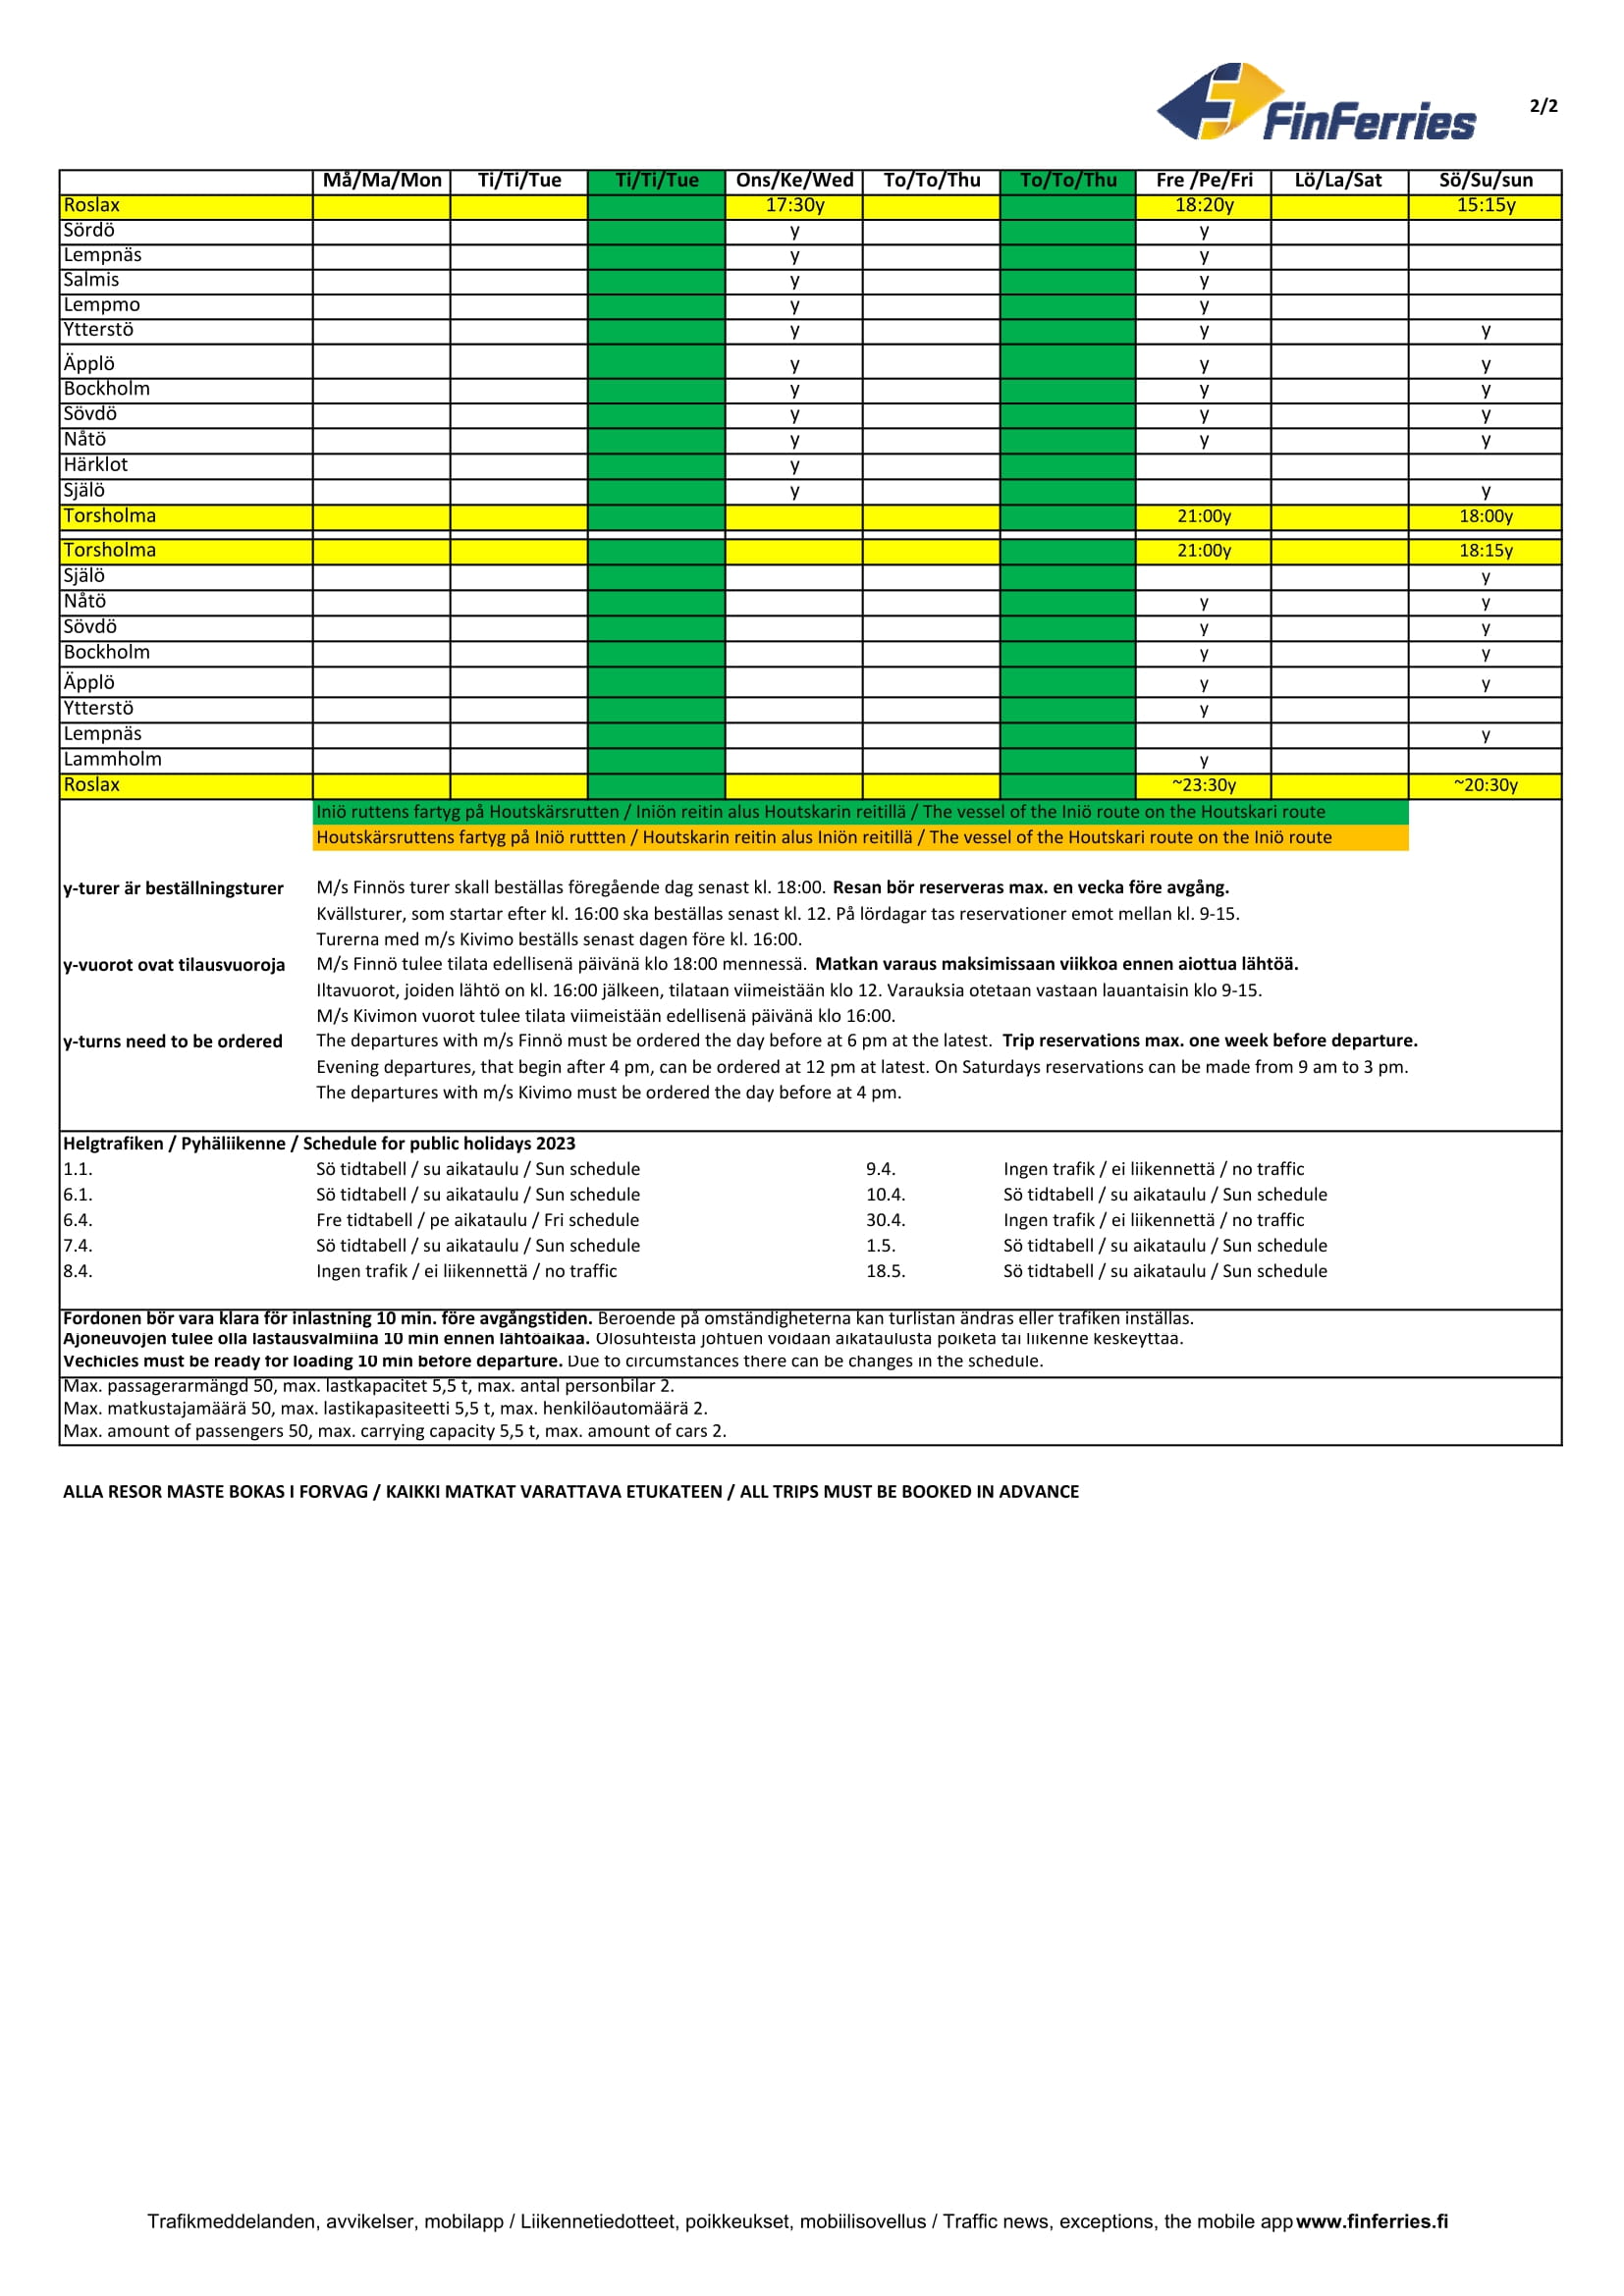 FinFerries 2/2
Må/Ma/Mon Ti/Ti/Tue Ti/Ti/Tue Ons/Ke/Wed To/To/Thu To/To/Thu Fre /Pe/Fri Lö/La/Sat Sö/Su/sun
Roslax 17:30y 18:20y 15:15y
Sördö y y
Lempnäs y y
Salmis y y
Lempmo y y
Ytterstö y y y
Äpplö y y y
Bockholm y y y
Sövdö y y y
Nåtö y y y
Härklot y
Själö y y
Torsholma 21:00y 18:00y
Torsholma 21:00y 18:15y
Själö y
Nåtö y y
Sövdö y y
Bockholm y y
Äpplö y y
Ytterstö y
Lempnäs y
Lammholm y
Roslax ~23:30y ~20:30y
Iniö ruttens fartyg på Houtskärsrutten / Iniön reitin alus Houtskarin reitillä / The vessel of the Iniö route on the Houtskari route
Houtskärsruttens fartyg på Iniö ruttten / Houtskarin reitin alus Iniön reitillä / The vessel of the Houtskari route on the Iniö route
y-turer är beställningsturer M/s Finnös turer skall beställas föregående dag senast kl. 18:00. Resan bör reserveras max. en vecka före avgång.
Kvällsturer, som startar efter kl. 16:00 ska beställas senast kl. 12. På lördagar tas reservationer emot mellan kl. 9-15.
Turerna med m/s Kivimo beställs senast dagen före kl. 16:00.
y-vuorot ovat tilausvuoroja M/s Finnö tulee tilata edellisenä päivänä klo 18:00 mennessä. Matkan varaus maksimissaan viikkoa ennen aiottua lähtöä.
Iltavuorot, joiden lähtö on kl. 16:00 jälkeen, tilataan viimeistään klo 12. Varauksia otetaan vastaan lauantaisin klo 9-15.
M/s Kivimon vuorot tulee tilata viimeistään edellisenä päivänä klo 16:00.
y-turns need to be ordered The departures with m/s Finnö must be ordered the day before at 6 pm at the latest. Trip reservations max. one week before departure.
Evening departures, that begin after 4 pm, can be ordered at 12 pm at latest. On Saturdays reservations can be made from 9 am to 3 pm.
The departures with m/s Kivimo must be ordered the day before at 4 pm.
Helgtrafiken / Pyhäliikenne / Schedule for public holidays 2023
1.1. Sö tidtabell / su aikataulu / Sun schedule 9.4. Ingen trafik / ei liikennettä / no traffic
6.1. Sö tidtabell / su aikataulu / Sun schedule 10.4. Sö tidtabell / su aikataulu / Sun schedule
6.4. Fre tidtabell / pe aikataulu / Fri schedule 30.4. Ingen trafik / ei liikennettä / no traffic
7.4. Sö tidtabell / su aikataulu / Sun schedule 1.5. Sö tidtabell / su aikataulu / Sun schedule
8.4. Ingen trafik / ei liikennettä / no traffic 18.5. Sö tidtabell / su aikataulu / Sun schedule
Fordonen bör vara klara för inlastning 10 min. före avgångstiden. Beroende på omständigheterna kan turlistan ändras eller trafiken inställas.
Ajoneuvojen tulee olla lastausvalmiina 10 min ennen lähtöaikaa. Olosuhteista johtuen voidaan aikataulusta poiketa tai liikenne keskeyttää.
Vechicles must be ready for loading 10 min before departure. Due to circumstances there can be changes in the schedule.
Max. passagerarmängd 50, max. lastkapacitet 5,5 t, max. antal personbilar 2.
Max. matkustajamäärä 50, max. lastikapasiteetti 5,5 t, max. henkilöautomäärä 2.
Max. amount of passengers 50, max. carrying capacity 5,5 t, max. amount of cars 2.
ALLA RESOR MASTE BOKAS I FORVAG / KAIKKI MATKAT VARATTAVA ETUKATEEN / ALL TRIPS MUST BE BOOKED IN ADVANCE
Trafikmeddelanden, avvikelser, mobilapp / Liikennetiedotteet, poikkeukset, mobiilisovellus / Traffic news, exceptions, the mobile app www.finferries.fi